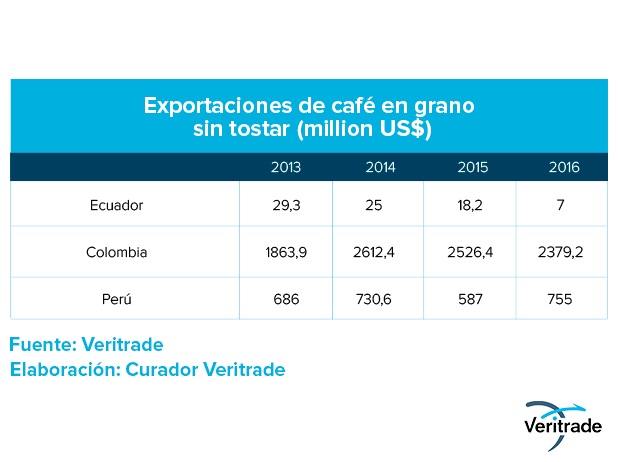 Exportaciones de café en grano
sin tostar (million US$)
2013 2014 2015 2016
Ecuador 29,3 25 18,2 7
Colombia 1863,9 2612,4 2526,4 2379,2
Perú 686 730,6 587 755
Fuente: Veritrade
Elaboración: Curador Veritrade
Veritrade